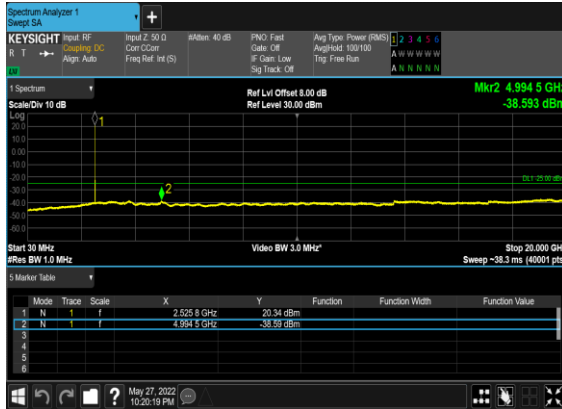 Spectrum Analyzer 1
Swept SA
+
KEYSIGHT Input: RF Input Z: 50 Ω #Atten: 40 dB PNO: Fast Avg Type: Power (RMS) 1 2 3 4 5 6
R T Coupling: DC Corr CCorr Gate: Off Avg|Hold: 100/100 A W W W W W
Align: Auto Freq Ref: Int (S) IF Gain: Low Trig: Free Run
Sig Track: Off A N N N N N
LU
1 Spectrum Ref Lvl Offset 8.00 dB Mkr2 4.994 5 GHz
Scale/Div 10 dB Ref Level 30.00 dBm -38.593 dBm
Log
20.0
10.0
0.00
-10.0
-20.0
-30.0
-40.0
-50.0
-60.0
1
2
DL1 -25.00 dBm
Start 30 MHz Video BW 3.0 MHz* Stop 20.000 GHz
#Res BW 1.0 MHz Sweep ~38.3 ms (40001 pts)
5 Marker Table
Mode Trace Scale X Y Function Function Width Function Value
1 N 1 f 2.525 8 GHz 20.34 dBm
2 N 1 f 4.994 5 GHz -38.59 dBm
3
4
5
6
? May 27, 2022
10:20:19 PM